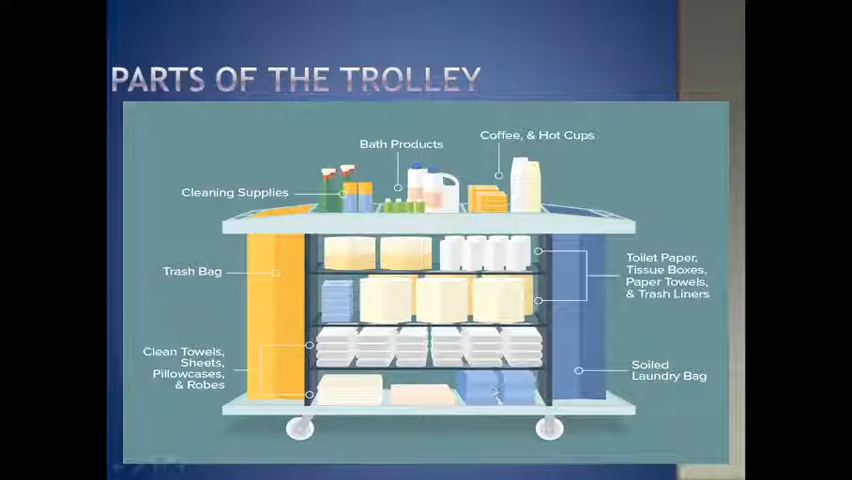 PARTS OF THE TROLLEY
Coffee, & Hot Cups
Bath Products
Cleaning Supplies
Trash Bag
Toilet Paper,
Tissue Boxes,
Paper Towels,
& Trash Liners
Clean Towels,
Sheets,
Pillowcases,
& Robes
Soiled
Laundry Bag